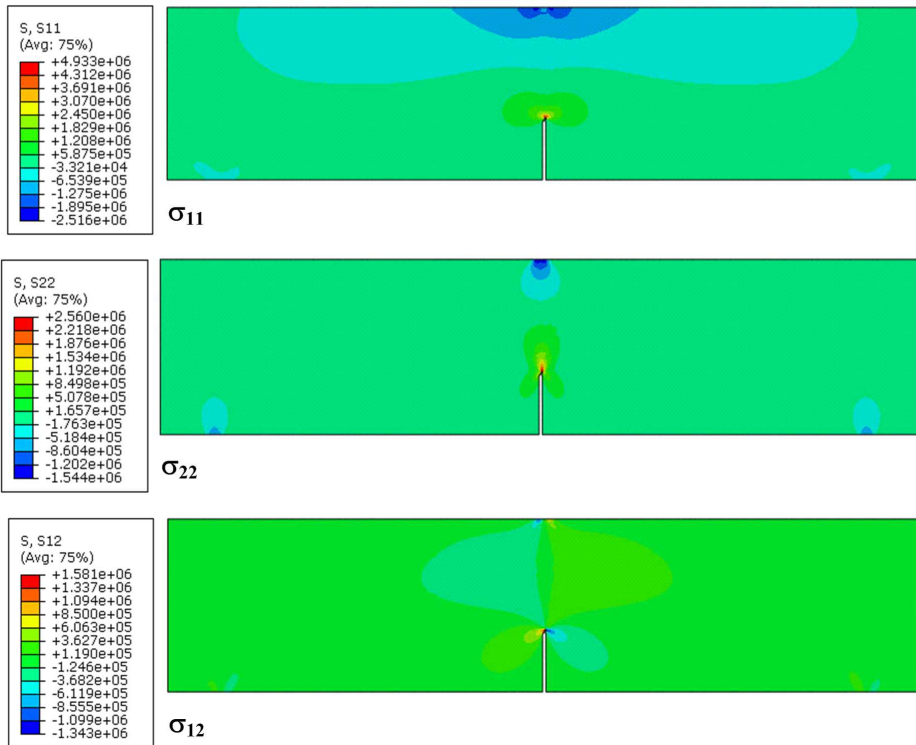 S, S11
(Avg: 75%)
+4.933e+06
+4.312e+06
+3.691e+06
+3.070e+06
+2.450e+06
+1.829e+06
+1.208e+06
+5.875e+05
-3.321e+04
-6.539e+05
-1.275e+06
-1.895e+06
-2.516e+06
σ11
S, S22
(Avg: 75%)
+2.560e+06
+2.218e+06
+1.876e+06
+1.534e+06
+1.192e+06
+8.498e+05
+5.078e+05
+1.657e+05
-1.763e+05
-5.184e+05
-8.604e+05
-1.202e+06
-1.544e+06
σ22
S, S12
(Avg: 75%)
+1.581e+06
+1.337e+06
+1.094e+06
+8.500e+05
+6.063e+05
+3.627e+05
+1.190e+05
-1.246e+05
-3.682e+05
-6.119e+05
-8.555e+05
-1.099e+06
-1.343e+06
σ12